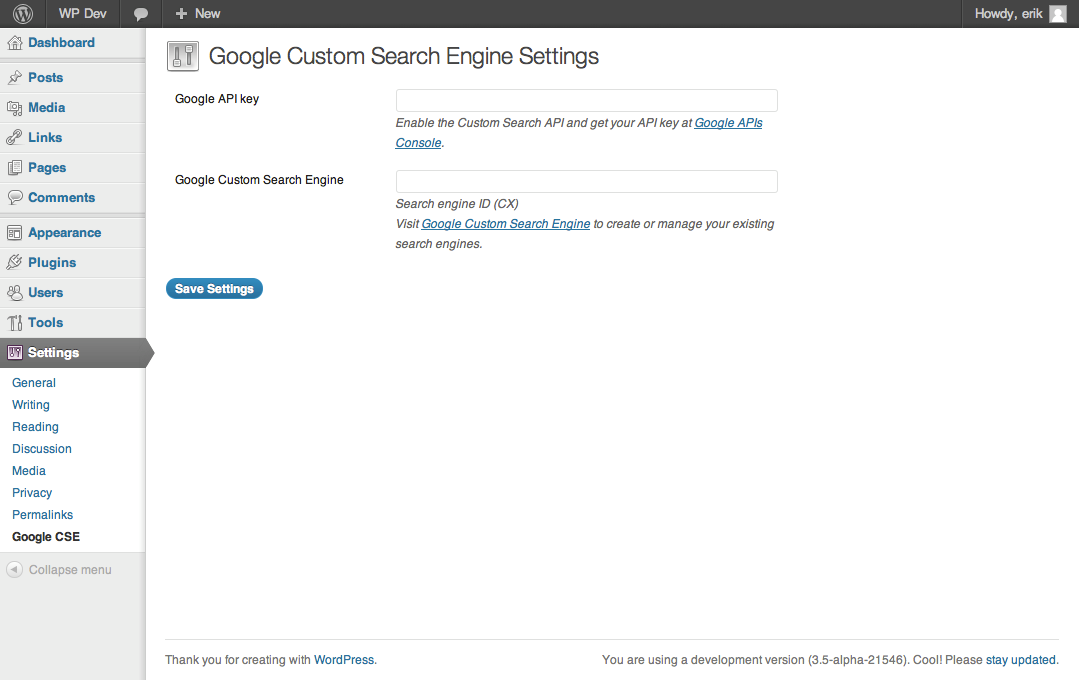 WP Dev
New
Howdy, erik
Dashboard
Posts
Media
Links
Pages
Comments
Appearance
Plugins
Users
Tools
Settings
General
Writing
Reading
Discussion
Media
Privacy
Permalinks
Google CSE
Collapse menu
Google Custom Search Engine Settings
Google API key
Enable the Custom Search API and get your API key at Google APIs
Console.
Google Custom Search Engine
Search engine ID (CX)
Visit Google Custom Search Engine to create or manage your existing
search engines.
Save Settings
Thank you for creating with WordPress.
You are using a development version (3.5-alpha-21546). Cool! Please stay updated.